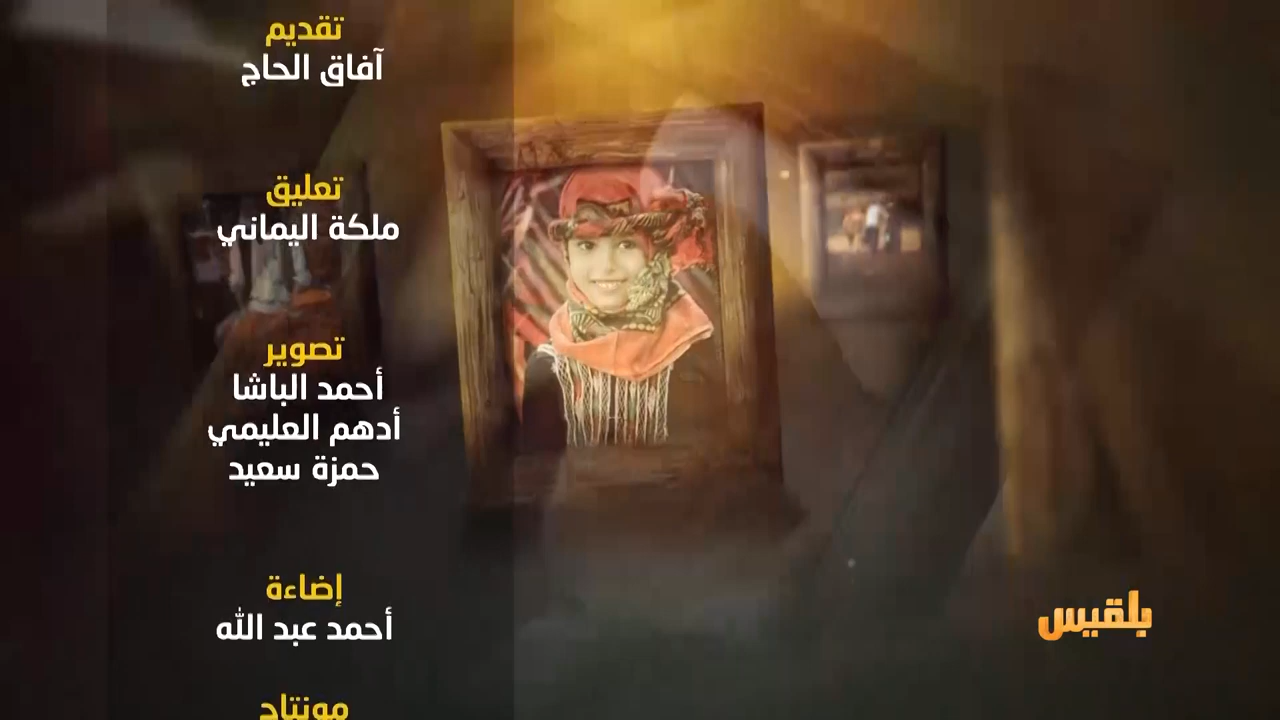 تقديم
آفاق الحاج
تعليق
ملكة اليماني
تصوير
أحمد الباشا
أدهم العليمي
حمزة سعيد
إضاءة
أحمد عبد الله
مونتاج
بلقيس